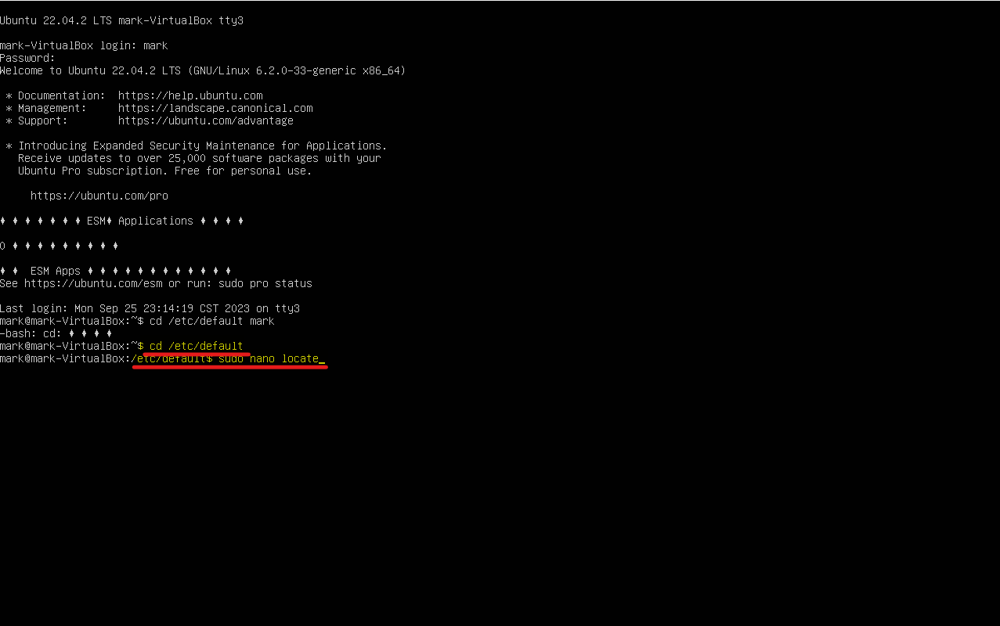 Ubuntu 22.04.2 LTS mark-VirtualBox tty3
mark-VirtualBox login: mark
Password:
Welcome to Ubuntu 22.04.2 LTS (GNU/Linux 6.2.0-33-generic x86_64)
* Documentation:  https://help.ubuntu.com
* Management:     https://landscape.canonical.com
* Support:        https://ubuntu.com/advantage
* Introducing Expanded Security Maintenance for Applications.
Receive updates to over 25,000 software packages with your
Ubuntu Pro subscription. Free for personal use.
https://ubuntu.com/pro
♦ ♦ ♦ ♦ ♦ ♦ ♦ ESM♦ Applications ♦ ♦ ♦ ♦
0 ♦ ♦ ♦ ♦ ♦ ♦ ♦ ♦ ♦
♦ ♦  ESM Apps ♦ ♦ ♦ ♦ ♦ ♦ ♦ ♦ ♦ ♦ ♦ ♦
See https://ubuntu.com/esm or run: sudo pro status
Last login: Mon Sep 25 23:14:19 CST 2023 on tty3
mark@mark-VirtualBox:~$ cd /etc/default mark
-bash: cd: ♦ ♦ ♦ ♦
mark@mark-VirtualBox:~$ cd /etc/default
mark@mark-VirtualBox:/etc/default$ sudo nano locate_